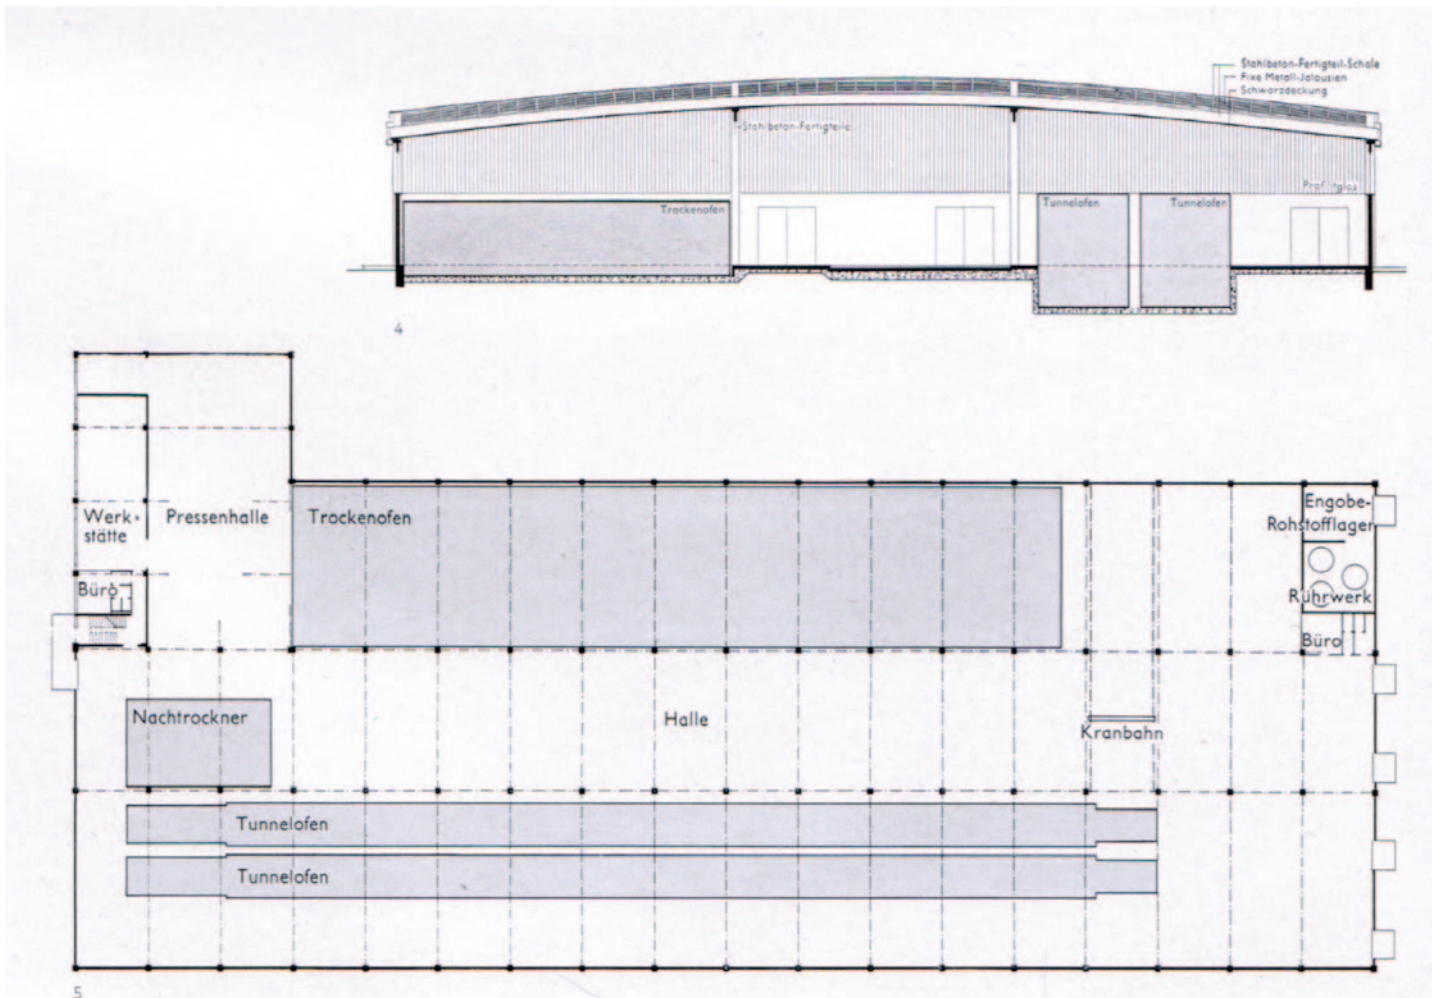 Stahlbeton-Fertigteil-Schale
Fixe Metall-Jalousien
Schwarzdeckung
Stahlbeton-Fertigteile
Profilitglas
Trockenofen
Tunnelofen
Tunnelofen
4
Werk-
stätte
Pressenhalle
Trockenofen
Engobe-
Rohstofflager
Büro
Rührwerk
Büro
Nachtrockner
Halle
Kranbahn
Tunnelofen
Tunnelofen
5